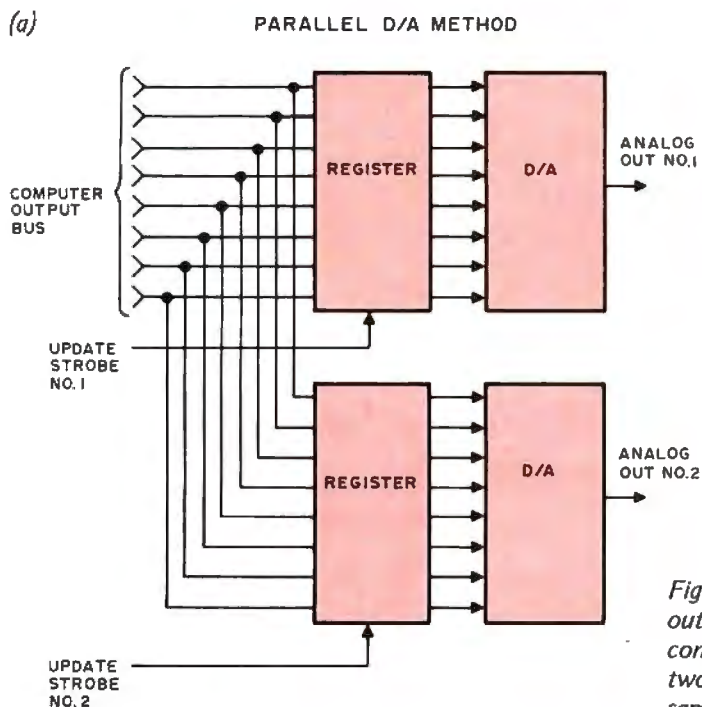 (a)
PARALLEL D/A METHOD
COMPUTER
OUTPUT
BUS
REGISTER
D/A
ANALOG
OUT NO.1
UPDATE
STROBE
NO.1
REGISTER
D/A
ANALOG
OUT NO.2
UPDATE
STROBE
NO.2
Fig
out
con
two